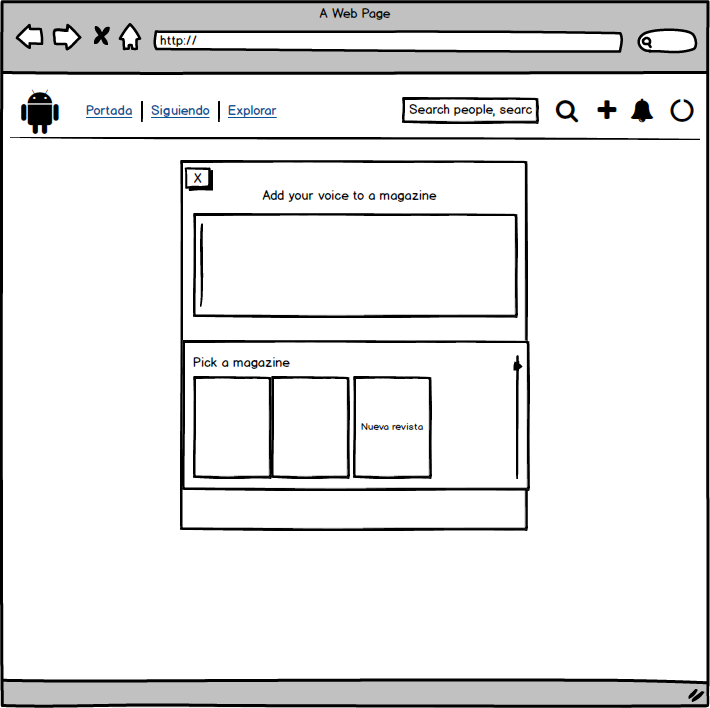 A Web Page
http://
Portada
Siguiendo
Explorar
Search people, searc
X
Add your voice to a magazine
Pick a magazine
Nueva revista